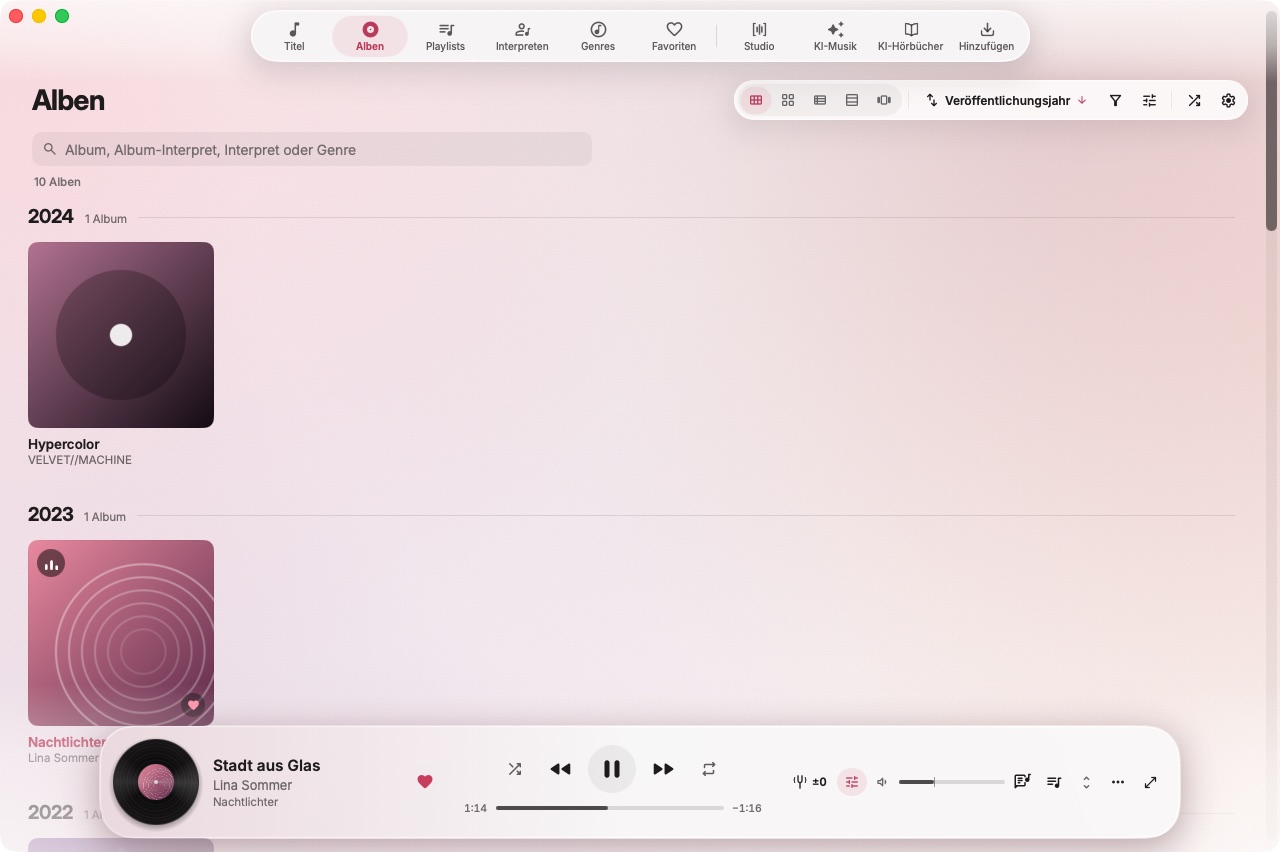 Titel
Alben
Playlists
Interpreten
Genres
Favoriten
Studio
KI-Musik
KI-Hörbücher
Hinzufügen
Alben
Veröffentlichungsjahr
Album, Album-Interpret, Interpret oder Genre
10 Alben
2024 1 Album
Hypercolor
VELVET//MACHINE
2023 1 Album
Nachtlichter
Lina Sommer
2022
Stadt aus Glas
Lina Sommer
Nachtlichter
1:14
−1:16
±0